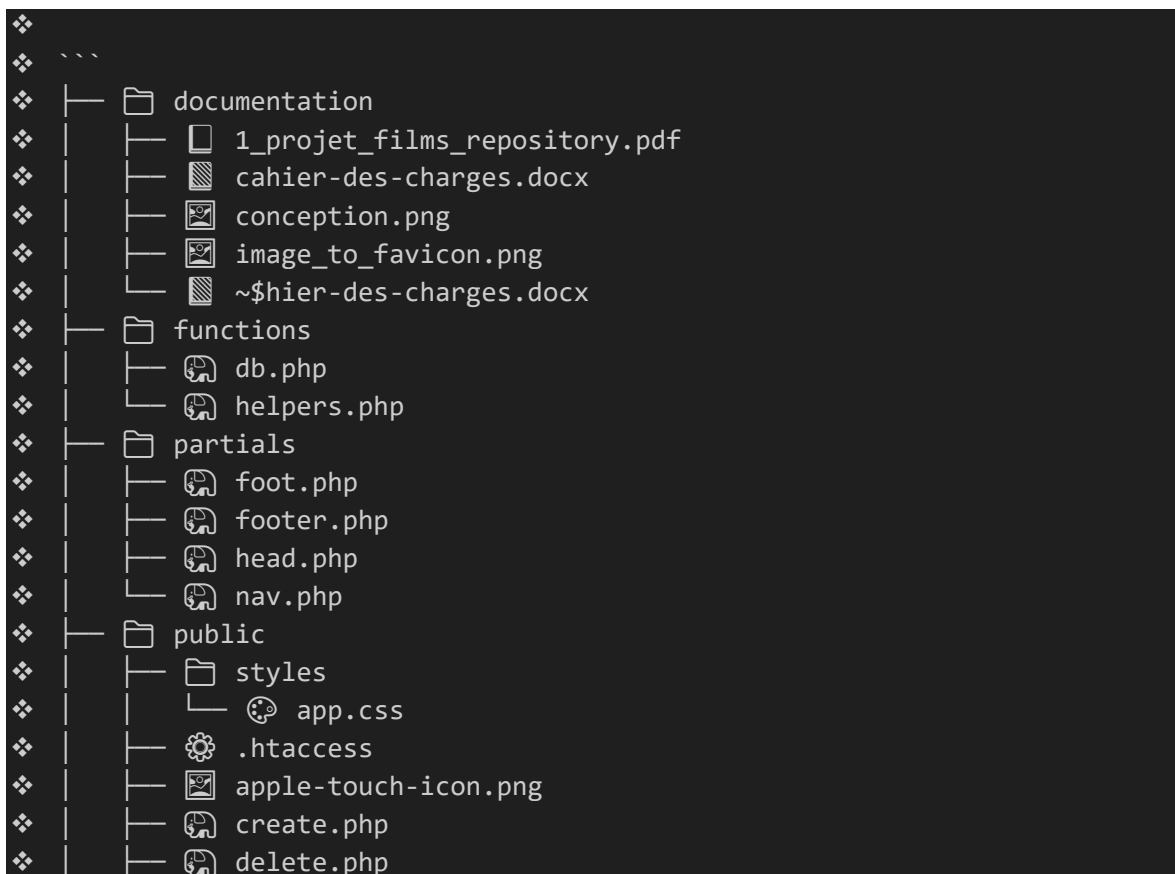 ```
├── documentation
│ ├── 1_projet_films_repository.pdf
│ ├── cahier-des-charges.docx
│ ├── conception.png
│ ├── image_to_favicon.png
│ └── ~$hier-des-charges.docx
├── functions
│ ├── db.php
│ └── helpers.php
├── partials
│ ├── foot.php
│ ├── footer.php
│ ├── head.php
│ └── nav.php
├── public
│ ├── styles
│ │ └── app.css
│ ├── .htaccess
│ ├── apple-touch-icon.png
│ ├── create.php
│ ├── delete.php